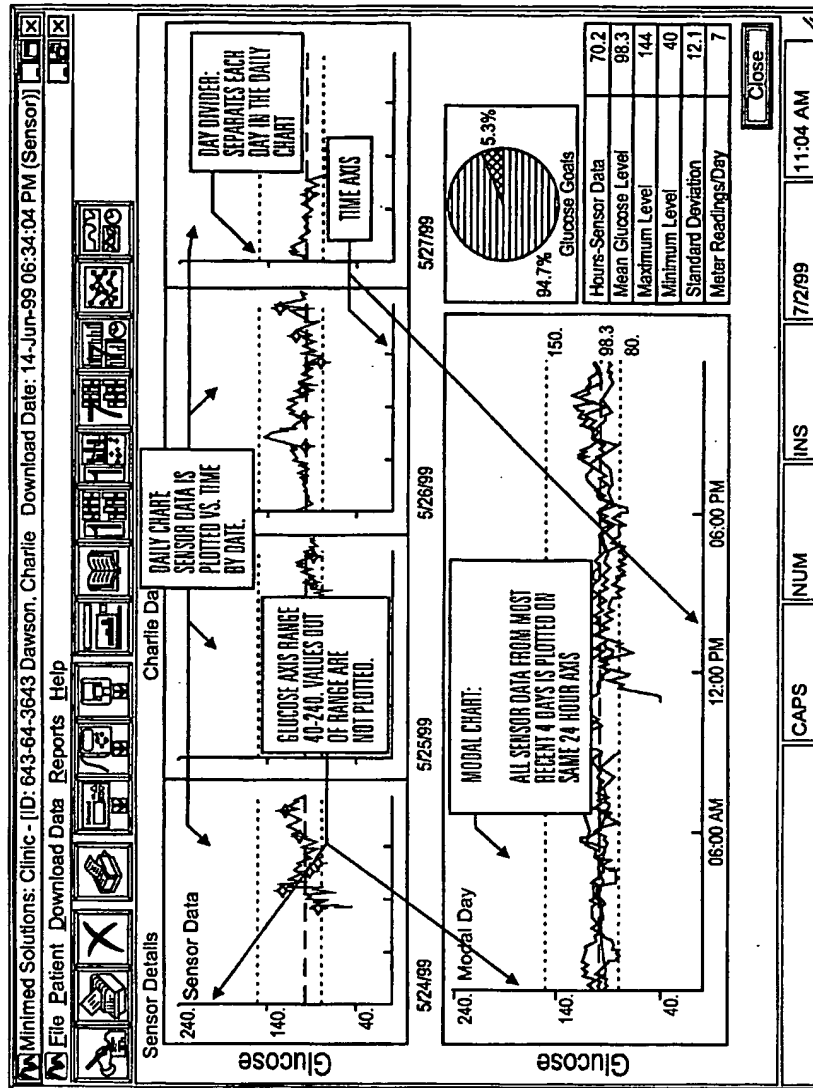 Minimed Solutions: Clinic - [ID: 643-64-3643 Dawson, Charlie Download Date: 14-Jun-99 06:34:04 PM (Sensor)]
File Patient Download Data Reports Help
Sensor Details
Charlie Da
Sensor Data
240.
140.
40.
Glucose
5/24/99
5/25/99
5/26/99
5/27/99
DAILY CHART
SENSOR DATA IS
PLOTTED VS. TIME
BY DATE.
DAY DIVIDER:
SEPARATES EACH
DAY IN THE DAILY
CHART
GLUCOSE AXIS RANGE
40-240. VALUES OUT
OF RANGE ARE
NOT PLOTTED.
TIME AXIS
Modal Day
240.
140.
40.
Glucose
MODAL CHART:
ALL SENSOR DATA FROM MOST
RECENT 4 DAYS IS PLOTTED ON
SAME 24 HOUR AXIS
150.
98.3
80.
06:00 AM
12:00 PM
06:00 PM
94.7%
5.3%
Glucose Goals
Hours-Sensor Data 70.2
Mean Glucose Level 98.3
Maximum Level 144
Minimum Level 40
Standard Deviation 12.1
Meter Readings/Day 7
Close
CAPS
NUM
INS
7/2/99
11:04 AM